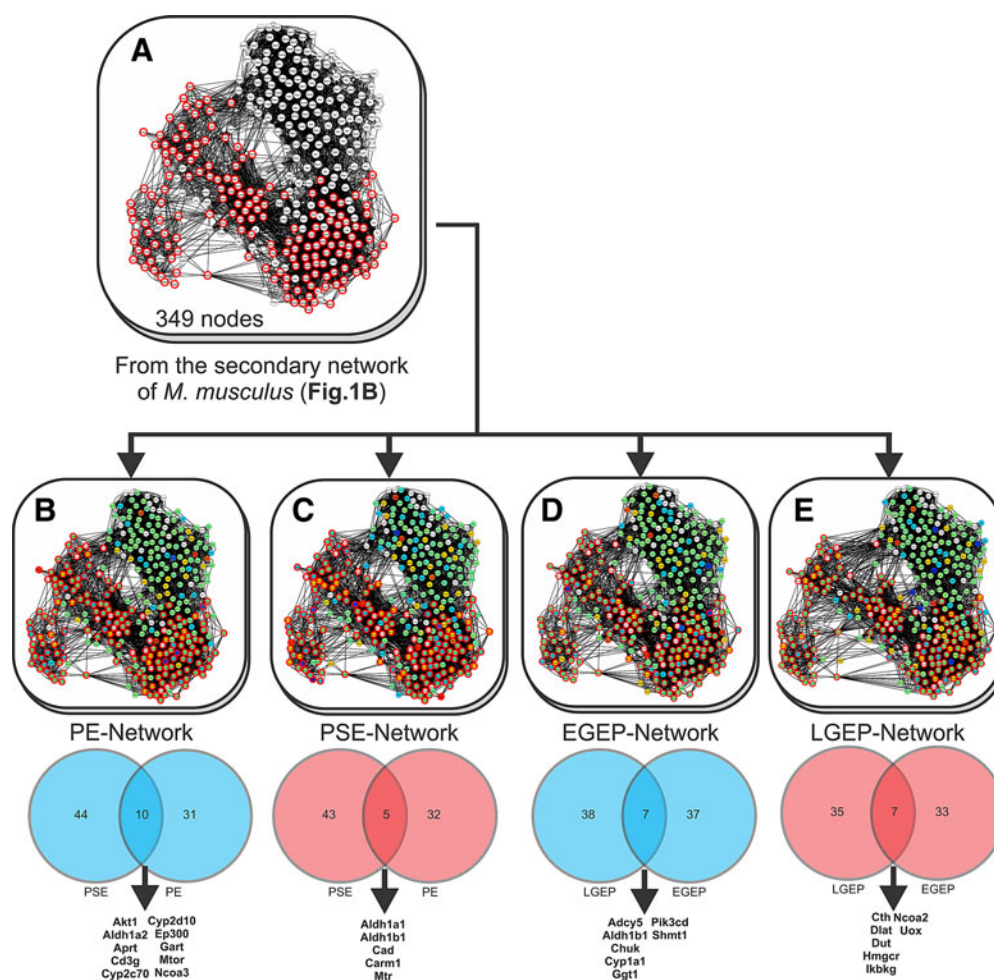 A
349 nodes
From the secondary network
of M. musculus (Fig.1B)
B
C
D
E
PE-Network
PSE-Network
EGEP-Network
LGEP-Network
44 10 31
43 5 32
38 7 37
35 7 33
PSE PE
PSE PE
LGEP EGEP
LGEP EGEP
Akt1 Cyp2d10
Aldh1a2 Ep300
Aprt Gart
Cd3g Mtor
Cyp2c70 Ncoa3
Aldh1a1
Aldh1b1
Cad
Carm1
Mtr
Adcy5 Pik3cd
Aldh1b1 Shmt1
Chuk
Cyp1a1
Ggt1
Cth Ncoa2
Dlat Uox
Dut
Hmgcr
Ikbkg